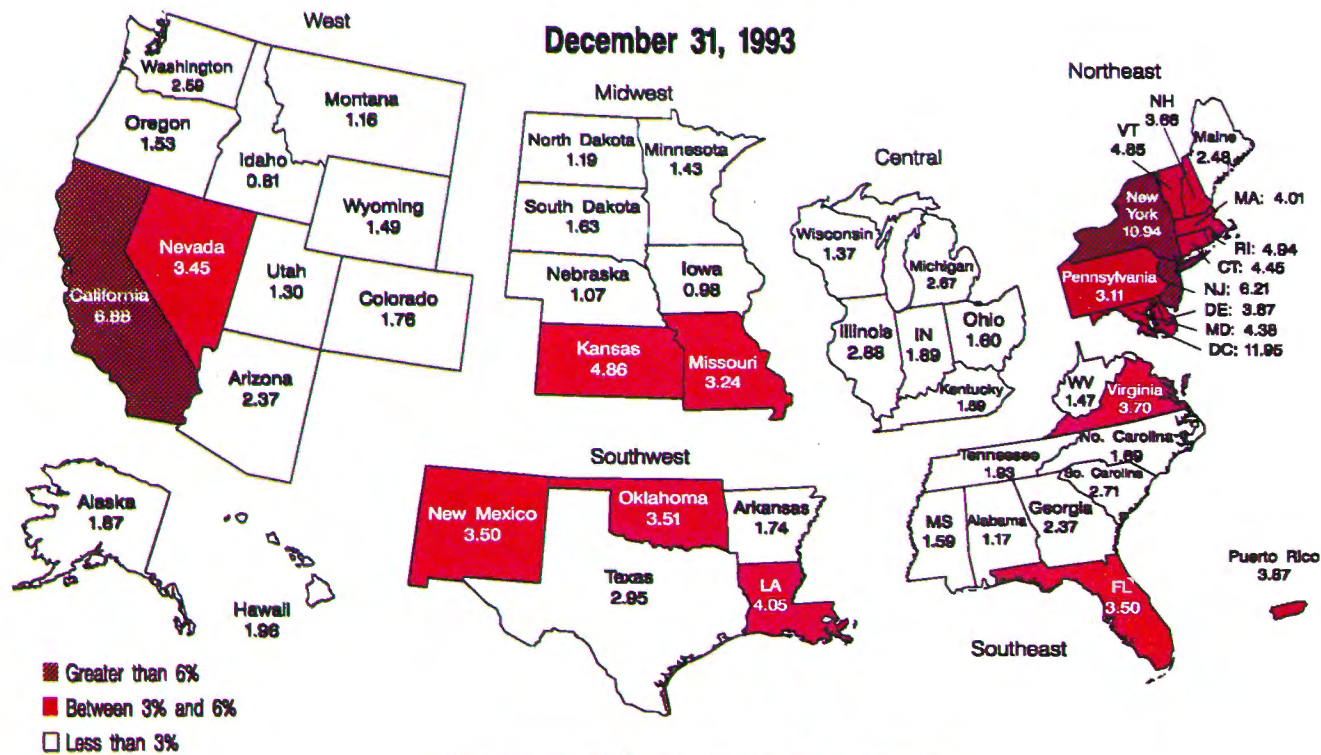 December 31, 1993
West
Washington
2.59
Oregon
1.53
Idaho
0.81
Montana
1.16
Wyoming
1.49
Nevada
3.45
California
6.88
Utah
1.30
Colorado
1.76
Arizona
2.37
Alaska
1.87
Hawaii
1.96
Midwest
North Dakota
1.19
Minnesota
1.43
South Dakota
1.63
Nebraska
1.07
Iowa
0.98
Kansas
4.86
Missouri
3.24
Central
Wisconsin
1.37
Michigan
2.67
Illinois
2.88
IN
1.89
Ohio
1.60
Kentucky
1.89
Northeast
NH
3.66
VT
4.85
Maine
2.48
New
York
10.94
MA: 4.01
RI: 4.94
CT: 4.45
Pennsylvania
3.11
NJ: 6.21
DE: 3.87
MD: 4.38
DC: 11.95
Southwest
New Mexico
3.50
Oklahoma
3.51
Arkansas
1.74
Texas
2.95
LA
4.05
WV
1.47
Virginia
3.70
No. Carolina
1.69
Tennessee
1.93
So. Carolina
2.71
MS
1.59
Alabama
1.17
Georgia
2.37
FL
3.50
Southeast
Puerto Rico
3.87
Greater than 6%
Between 3% and 6%
Less than 3%